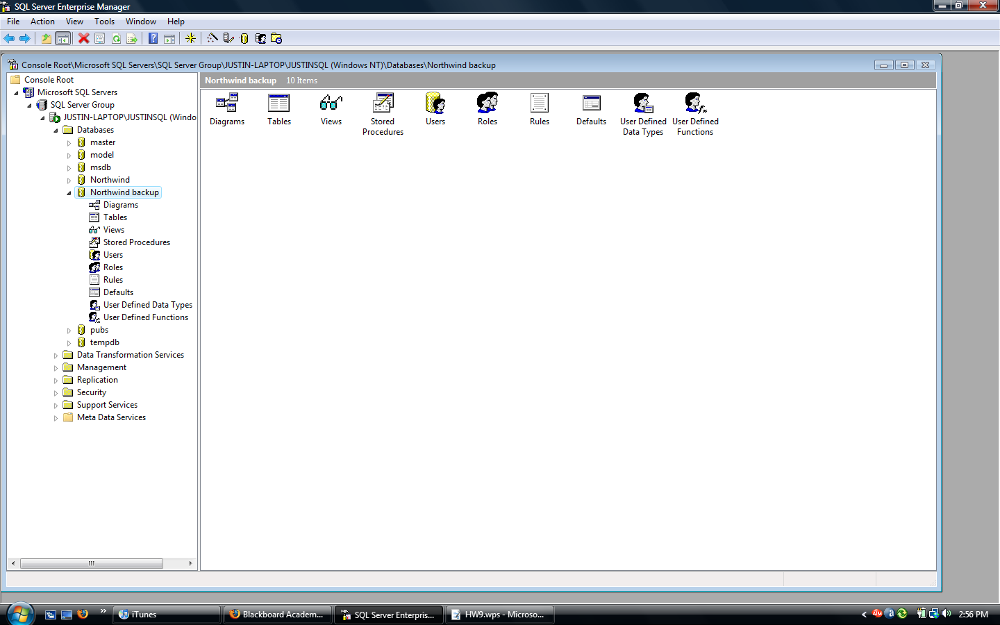 SQL Server Enterprise Manager
File Action View Tools Window Help
Console Root\Microsoft SQL Servers\SQL Server Group\JUSTIN-LAPTOP\JUSTINSQL (Windows NT)\Databases\Northwind backup
Console Root
Microsoft SQL Servers
SQL Server Group
JUSTIN-LAPTOP\JUSTINSQL (Windo
Databases
master
model
msdb
Northwind
Northwind backup
Diagrams
Tables
Views
Stored Procedures
Users
Roles
Rules
Defaults
User Defined Data Types
User Defined Functions
pubs
tempdb
Data Transformation Services
Management
Replication
Security
Support Services
Meta Data Services
Northwind backup 10 Items
Diagrams
Tables
Views
Stored
Procedures
Users
Roles
Rules
Defaults
User Defined
Data Types
User Defined
Functions
iTunes
Blackboard Academ...
SQL Server Enterpris...
HW9.wps - Microso...
2:56 PM